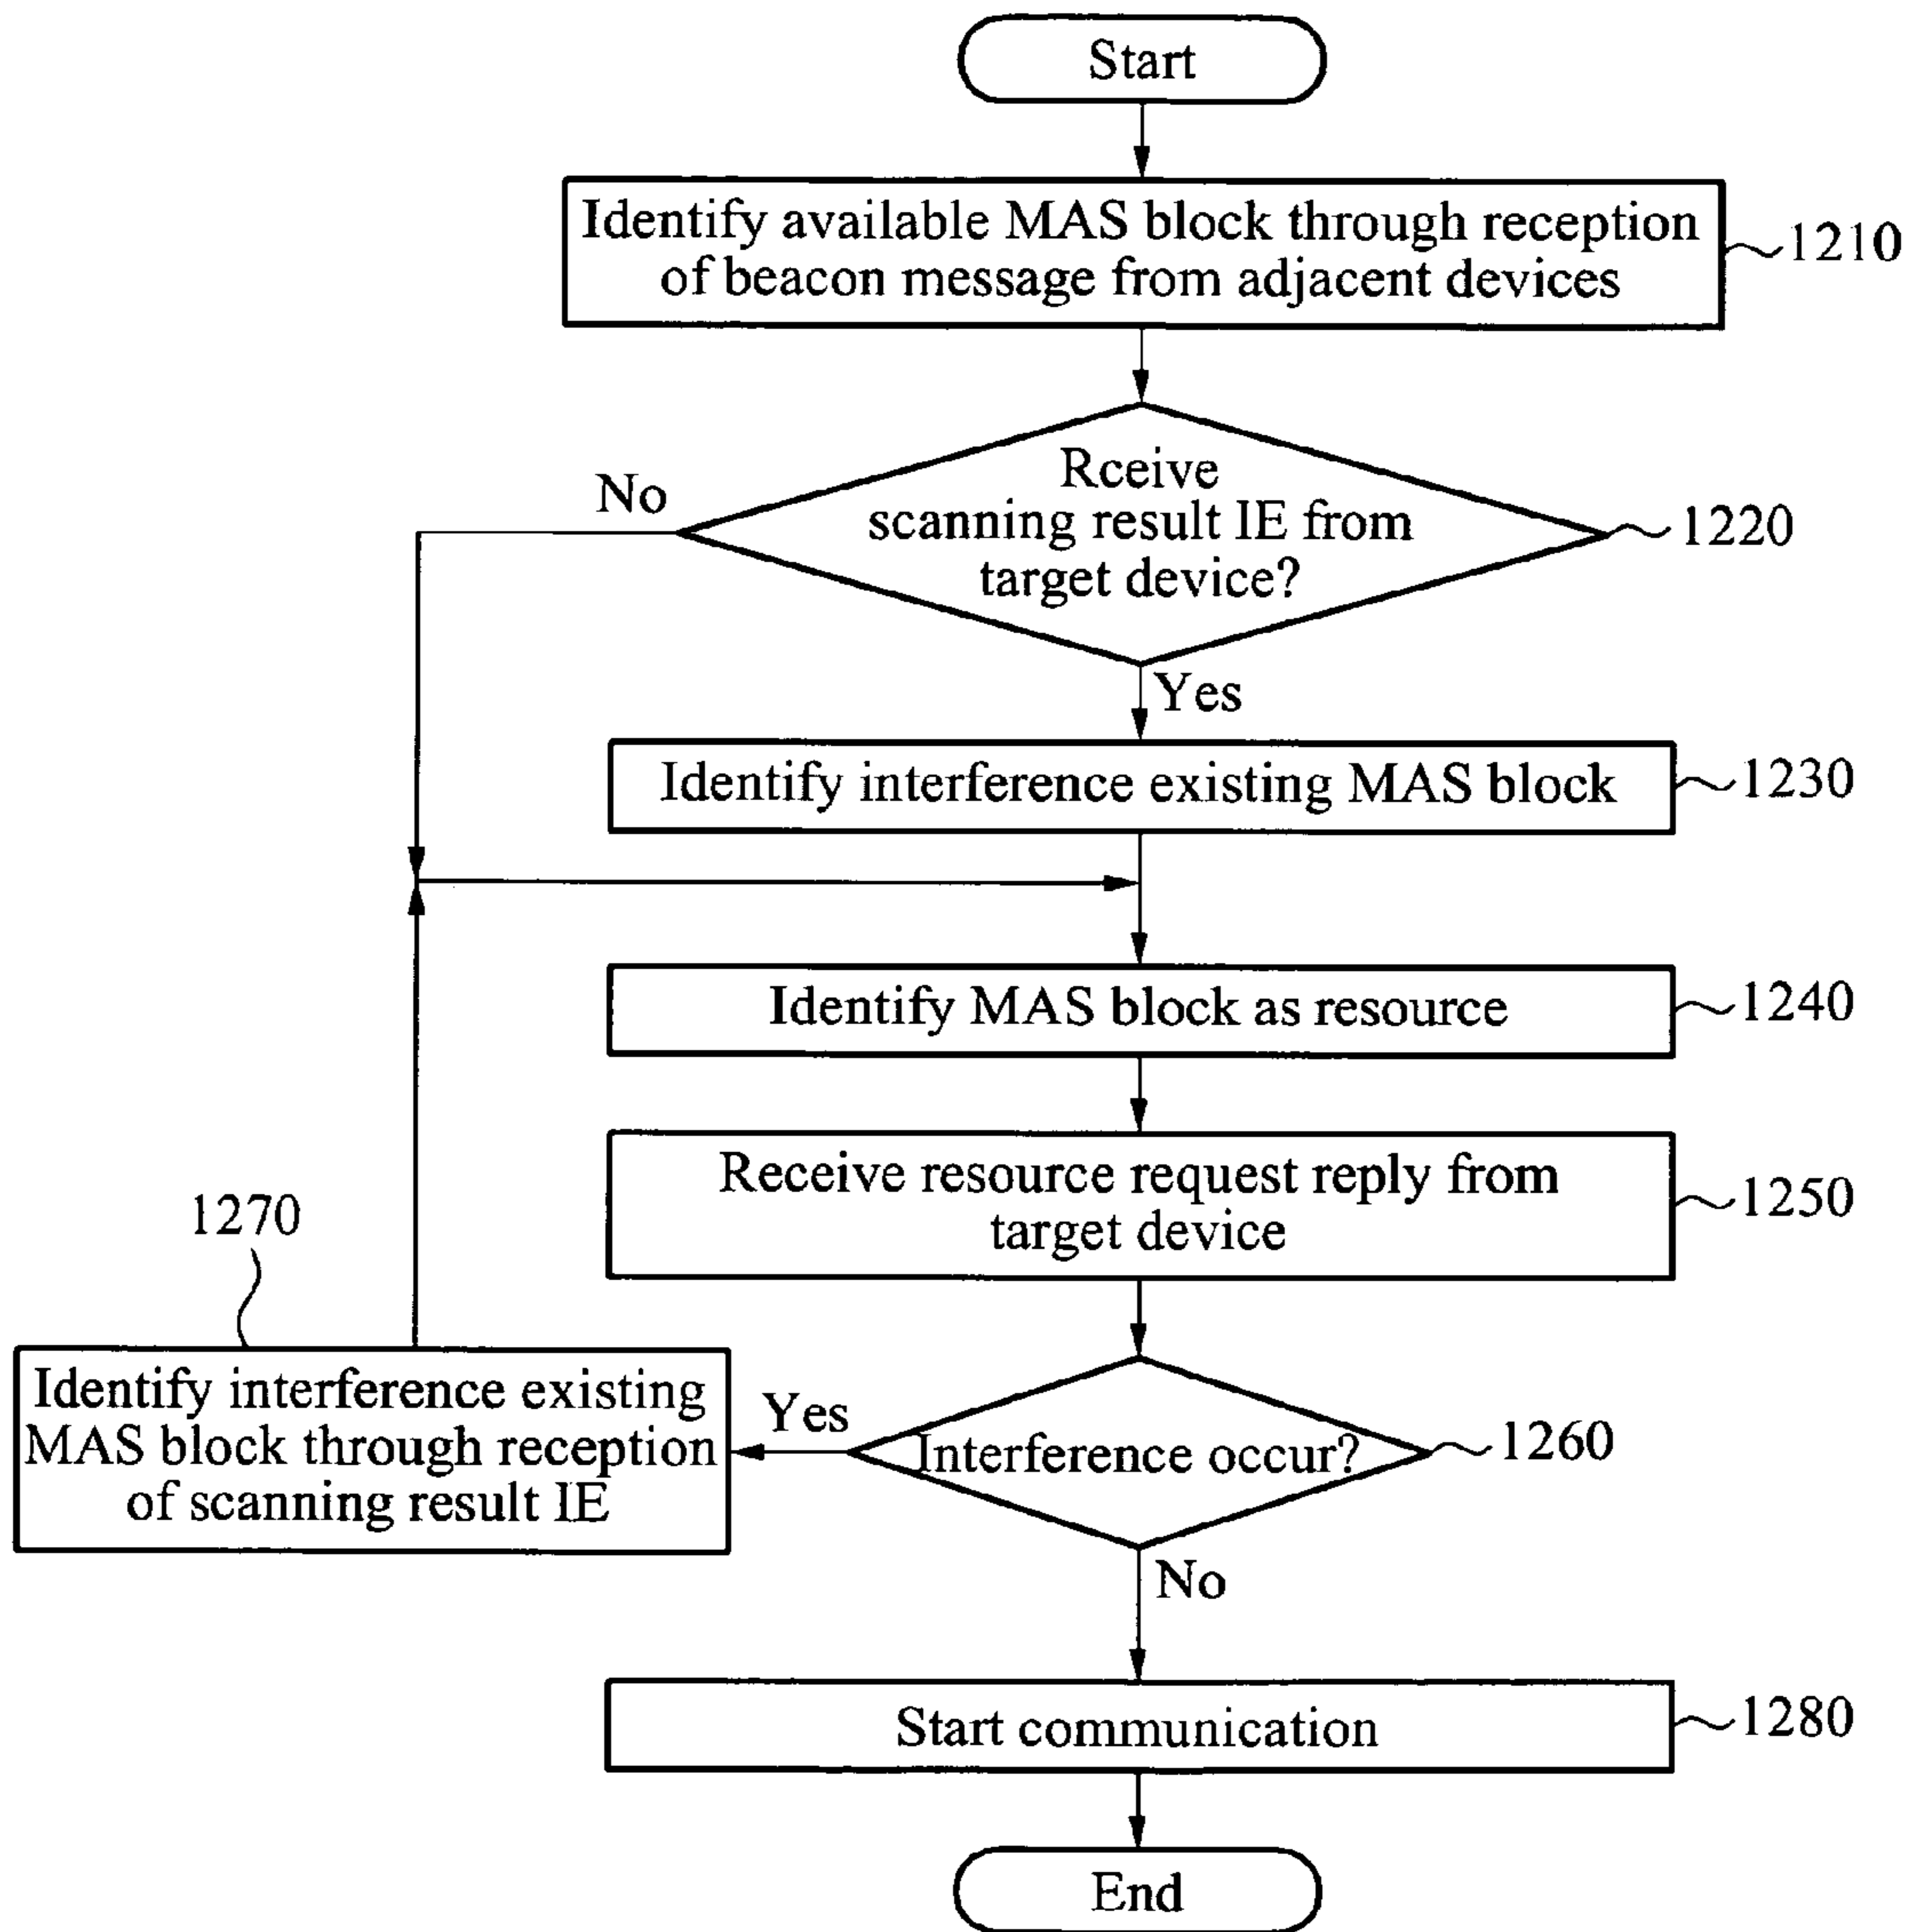 Start
Identify available MAS block through reception
of beacon message from adjacent devices
1210
Rceive
scanning result IE from
target device?
1220
No
Yes
Identify interference existing MAS block
1230
Identify MAS block as resource
1240
Receive resource request reply from
target device
1250
1270
Identify interference existing
MAS block through reception
of scanning result IE
Yes
Interference occur?
1260
No
Start communication
1280
End